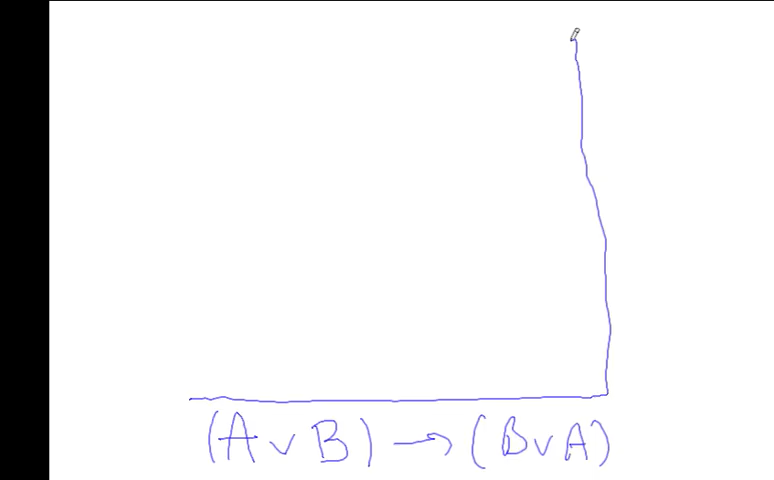 (A ∨ B) → (B ∨ A)